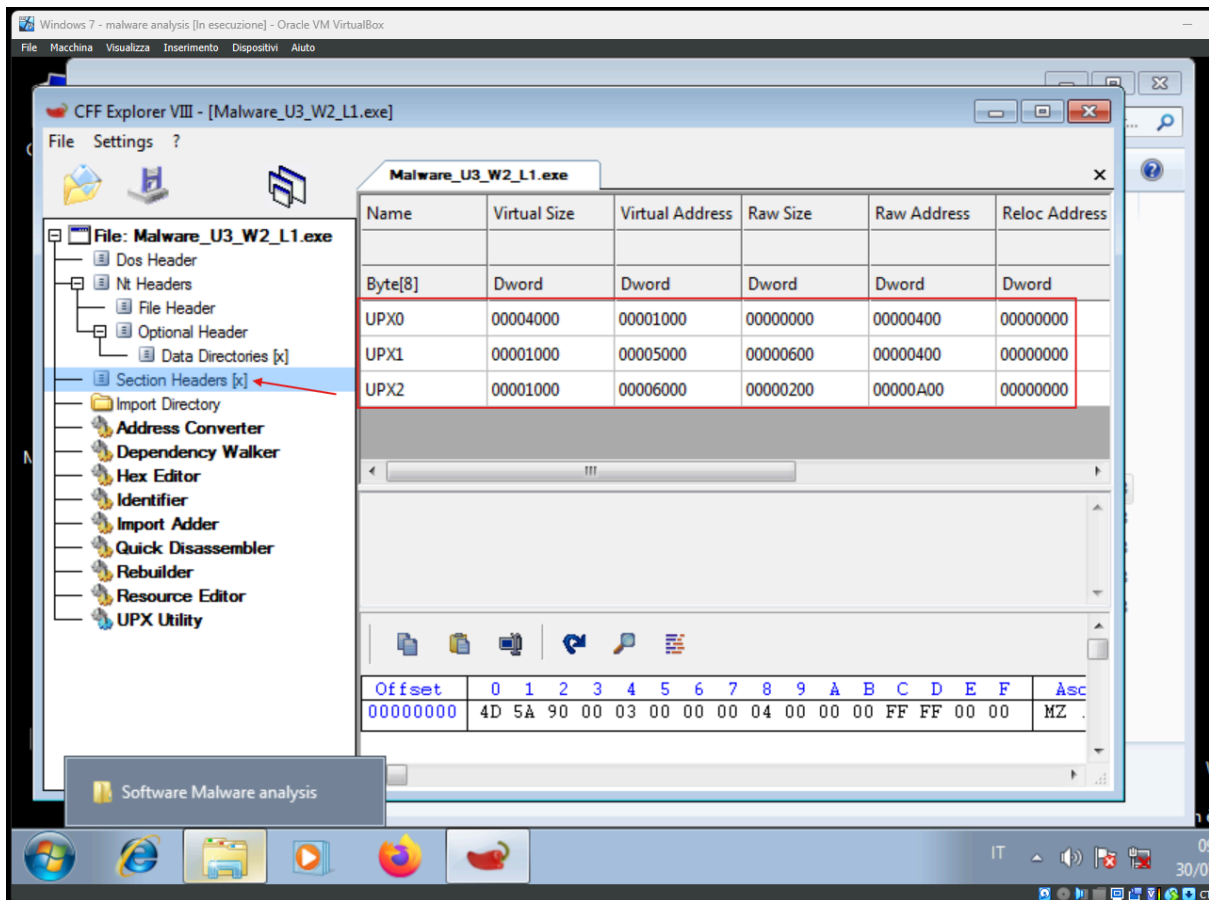 Windows 7 - malware analysis [In esecuzione] - Oracle VM VirtualBox
File Macchina Visualizza Inserimento Dispositivi Aiuto
CFF Explorer VIII - [Malware_U3_W2_L1.exe]
File Settings ?
Malware_U3_W2_L1.exe
File: Malware_U3_W2_L1.exe
Dos Header
Nt Headers
File Header
Optional Header
Data Directories [x]
Section Headers [x]
Import Directory
Address Converter
Dependency Walker
Hex Editor
Identifier
Import Adder
Quick Disassembler
Rebuilder
Resource Editor
UPX Utility
Name Virtual Size Virtual Address Raw Size Raw Address Reloc Address
Byte[8] Dword Dword Dword Dword Dword
UPX0 00004000 00001000 00000000 00000400 00000000
UPX1 00001000 00005000 00000600 00000400 00000000
UPX2 00001000 00006000 00000200 00000A00 00000000
Offset 0 1 2 3 4 5 6 7 8 9 A B C D E F Asc
00000000 4D 5A 90 00 03 00 00 00 04 00 00 00 FF FF 00 00 MZ .
Software Malware analysis
IT
09
30/0